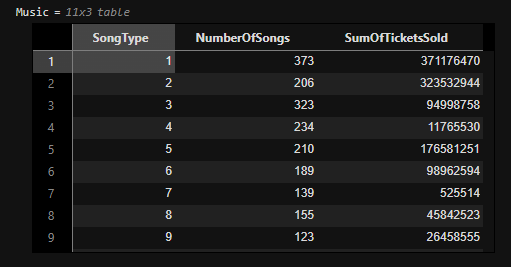 Music = 11x3 table
SongType NumberOfSongs SumOfTicketsSold
1 1 373 371176470
2 2 206 323532944
3 3 323 94998758
4 4 234 11765530
5 5 210 176581251
6 6 189 98962594
7 7 139 525514
8 8 155 45842523
9 9 123 26458555